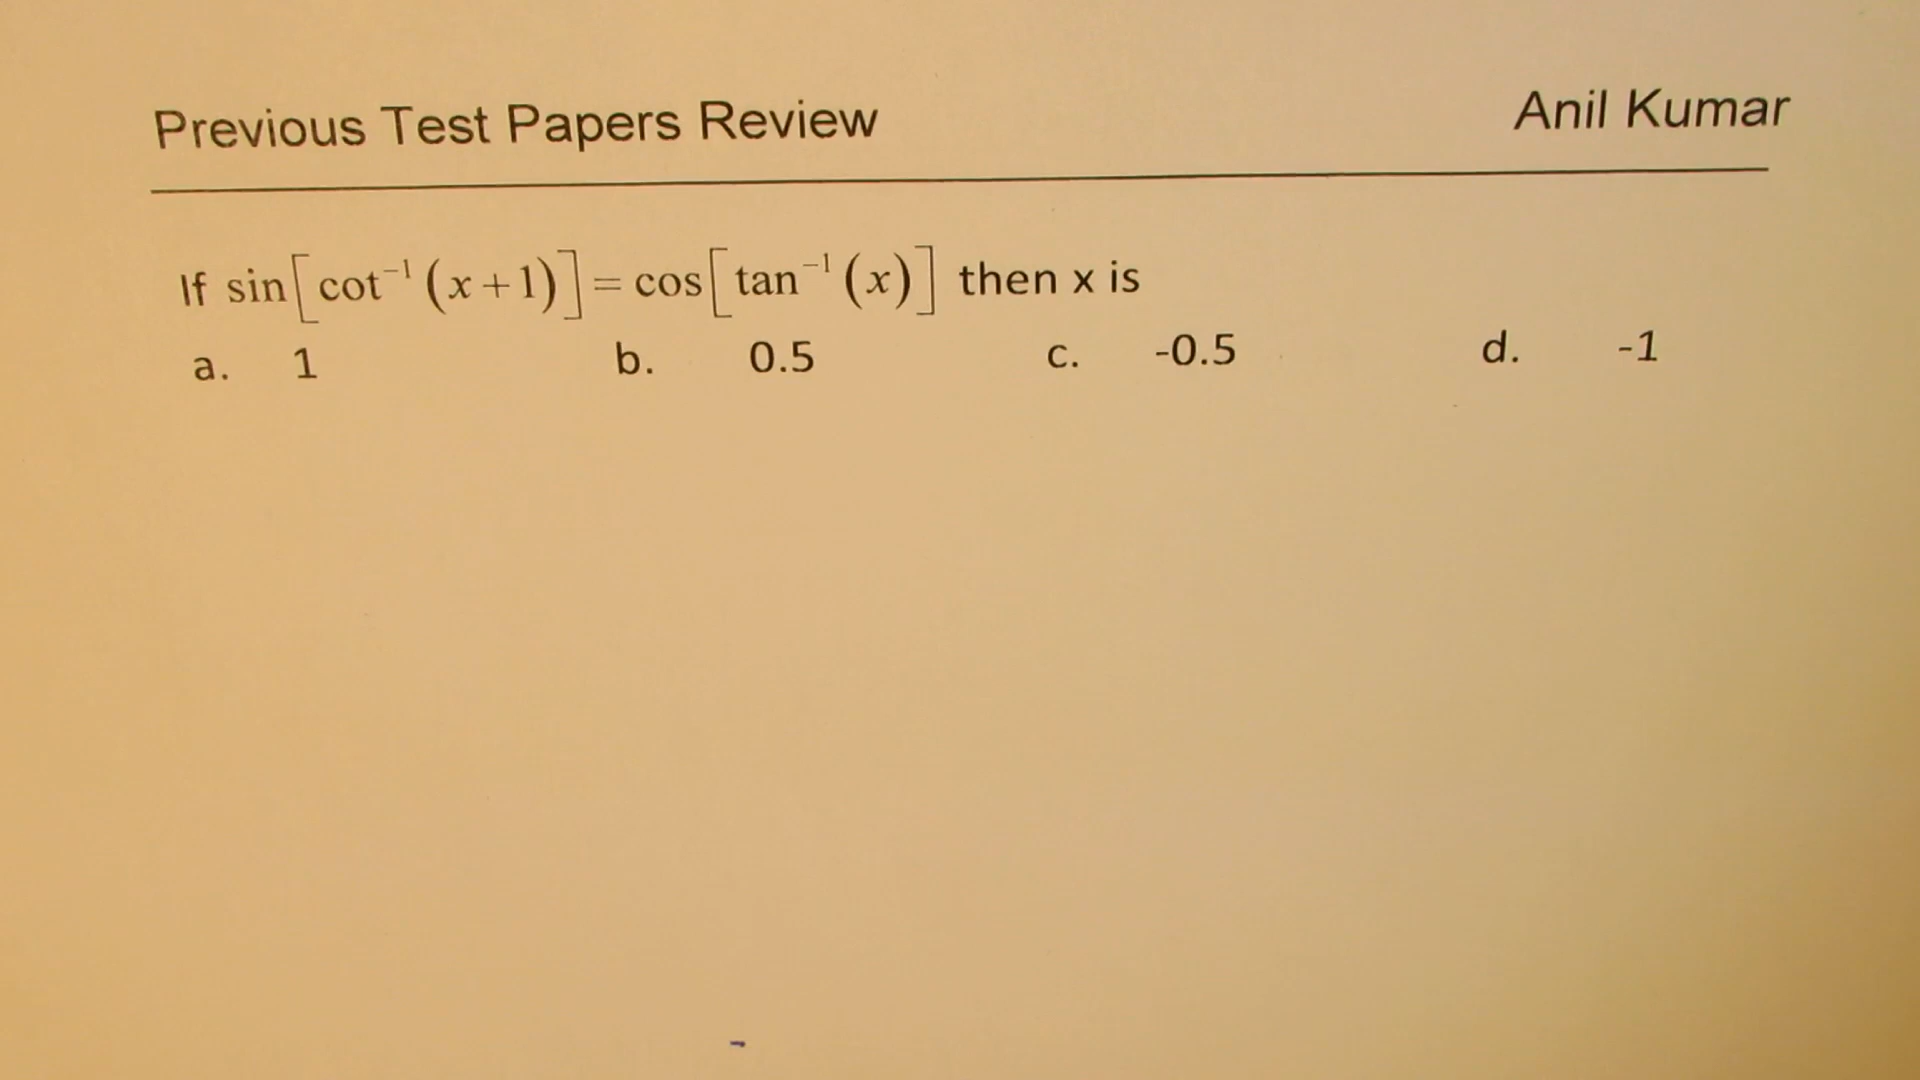 Previous Test Papers Review Anil Kumar
If sin[cot⁻¹(x+1)]=cos[tan⁻¹(x)] then x is
a. 1 b. 0.5 c. -0.5 d. -1